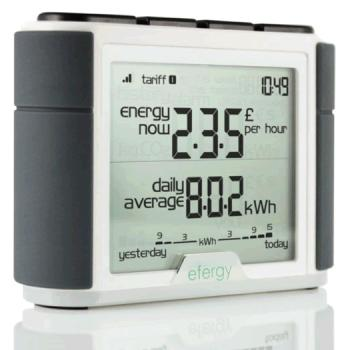 tariff 1 10:49
energy now 2.35 £ per hour
daily average 8.02 kWh
9 3 kWh 3 9 15
yesterday today
efergy